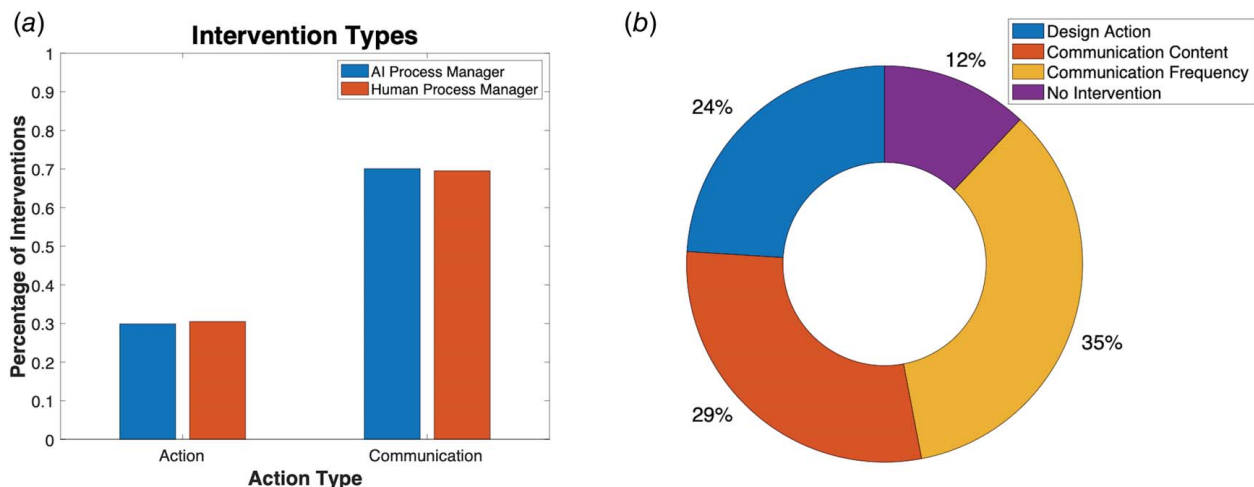 (a)
Intervention Types
Percentage of Interventions
1
0.9
0.8
0.7
0.6
0.5
0.4
0.3
0.2
0.1
0
AI Process Manager
Human Process Manager
Action
Communication
Action Type
(b)
Design Action
Communication Content
Communication Frequency
No Intervention
12%
24%
35%
29%